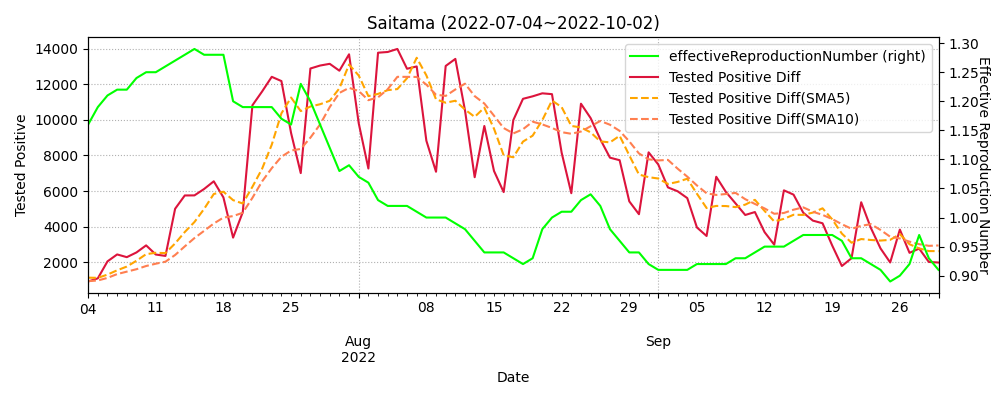 Saitama (2022-07-04~2022-10-02)
effectiveReproductionNumber (right)
Tested Positive Diff
Tested Positive Diff(SMA5)
Tested Positive Diff(SMA10)
Tested Positive
14000
12000
10000
8000
6000
4000
2000
1.30
1.25
1.20
1.15
1.10
1.05
1.00
0.95
0.90
Effective Reproduction Number
04 11 18 25 08 15 22 29 05 12 19 26
Aug Sep
2022
Date